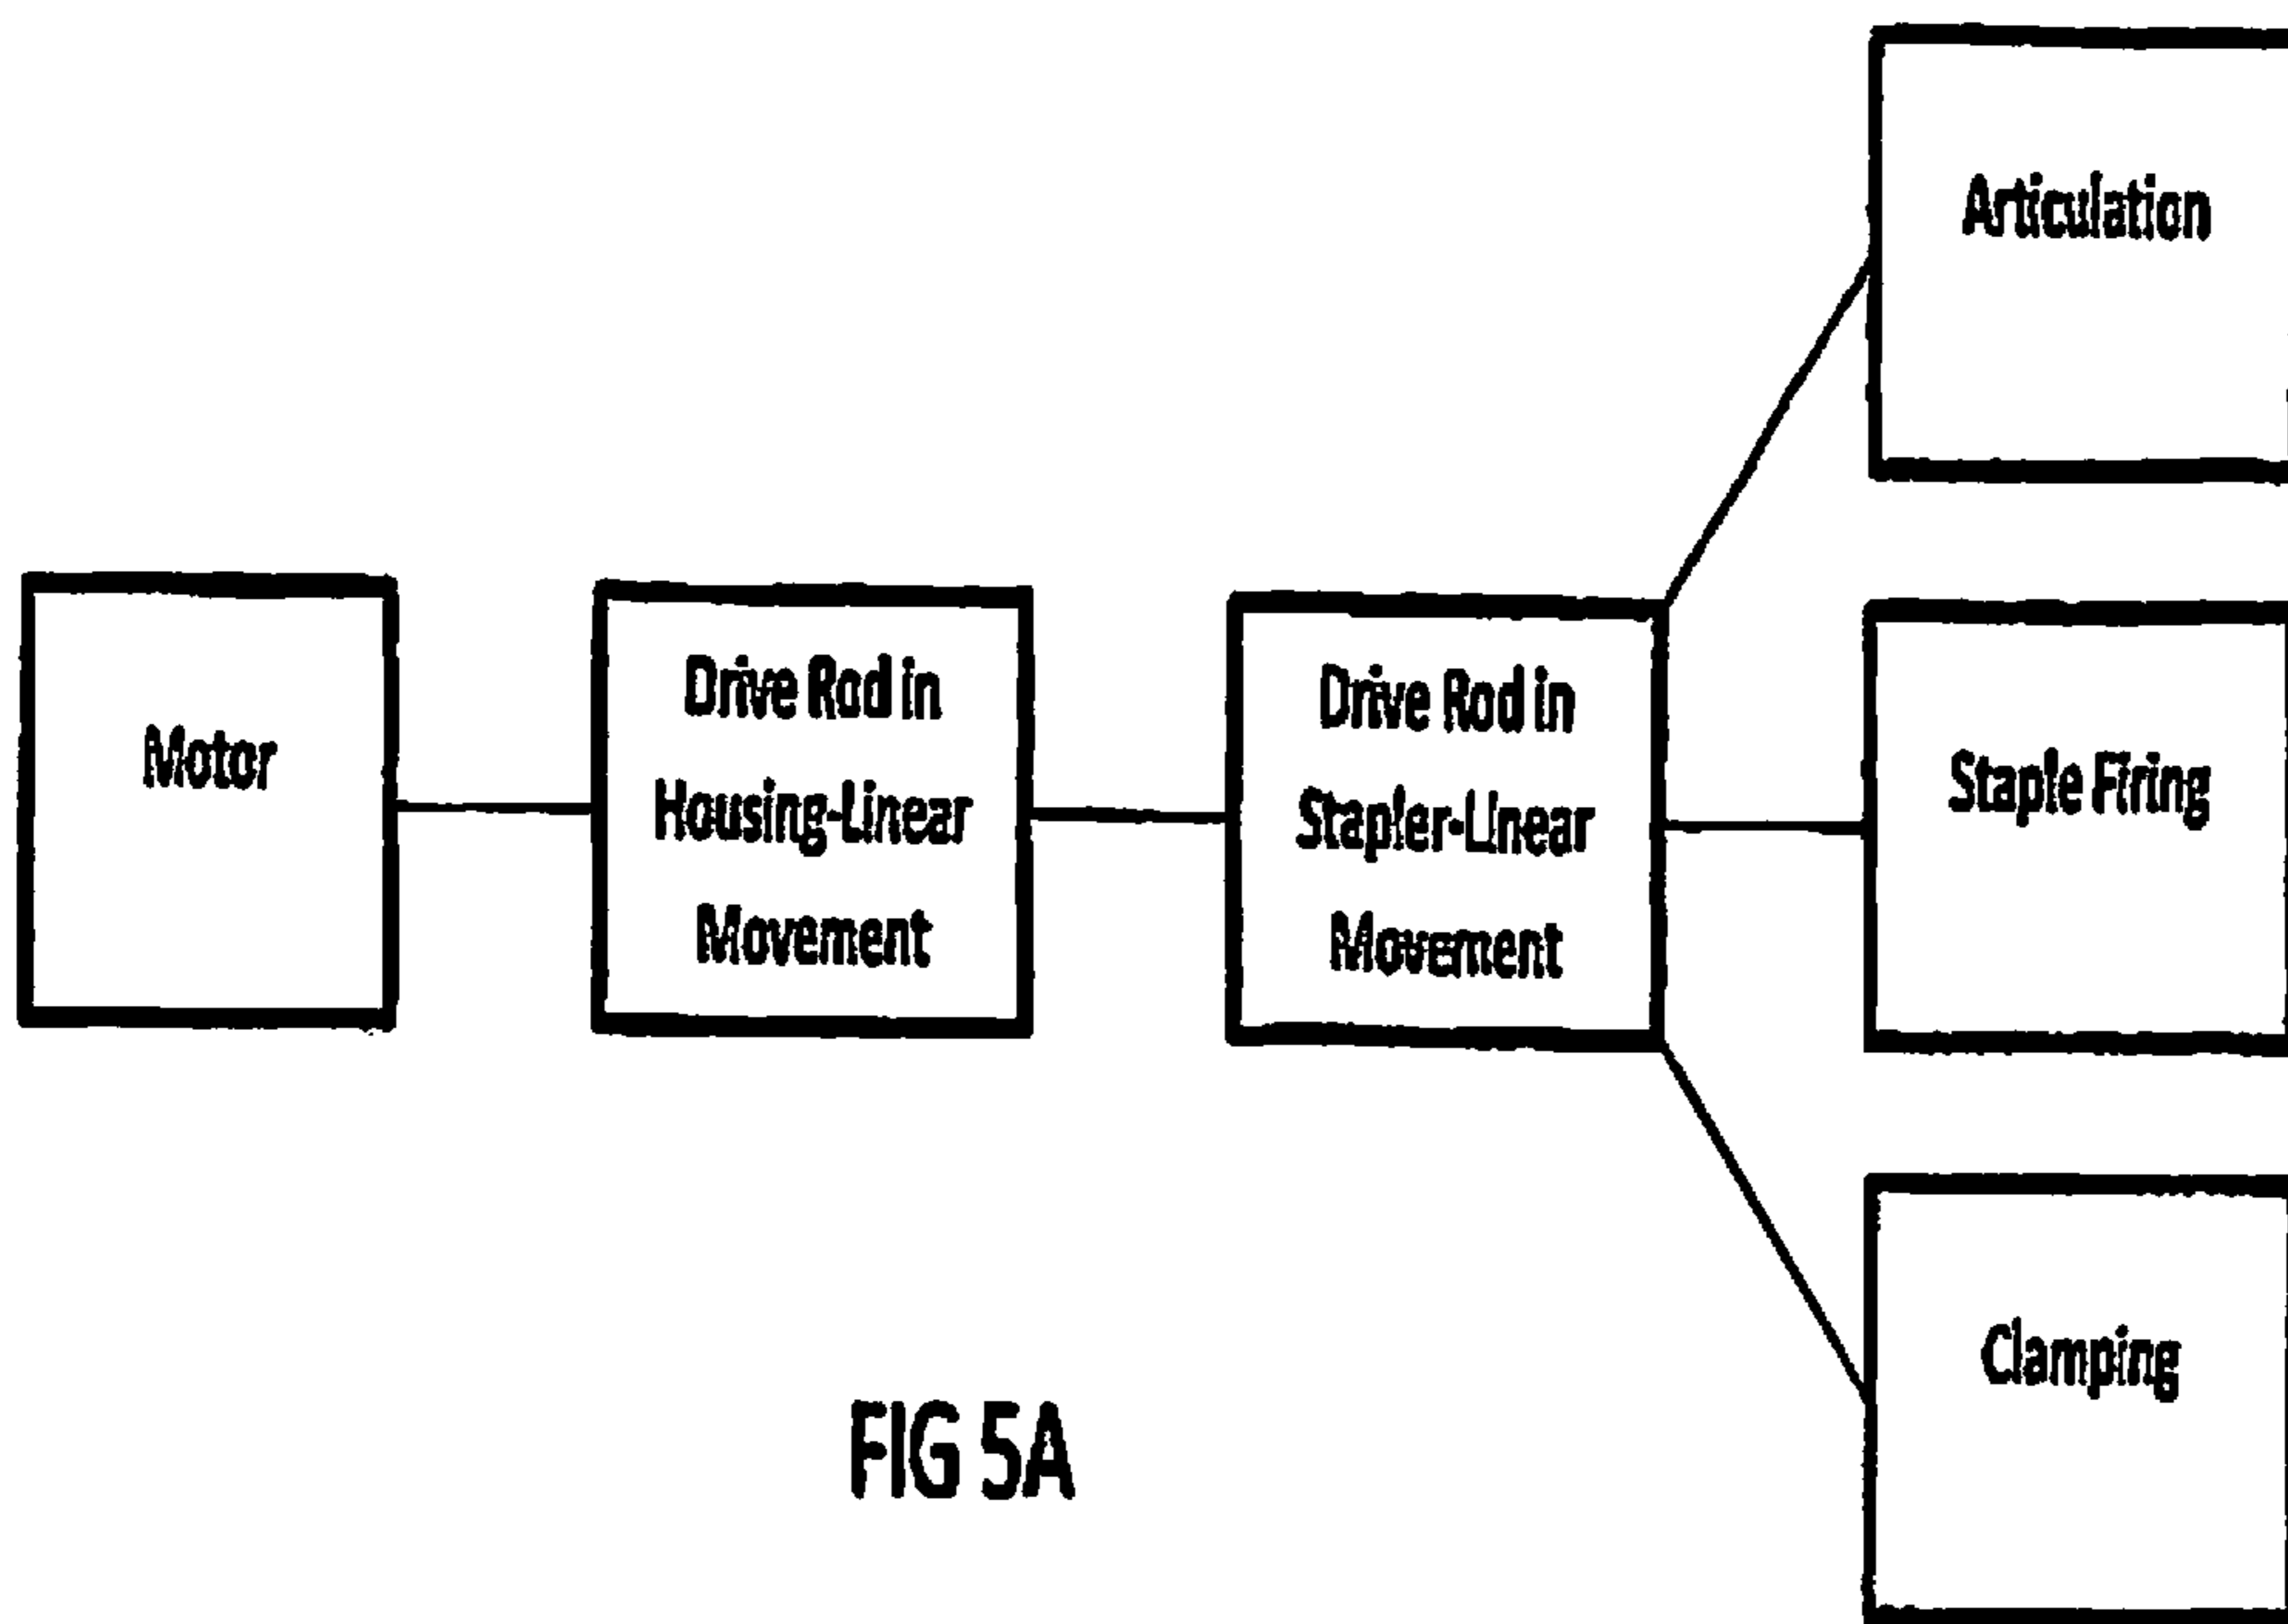 Articulation
Motor
Drive Rod in
Housing-Linear
Movement
Drive Rod in
Stapler-Linear
Movement
Staple Firing
Clamping
FIG 5A